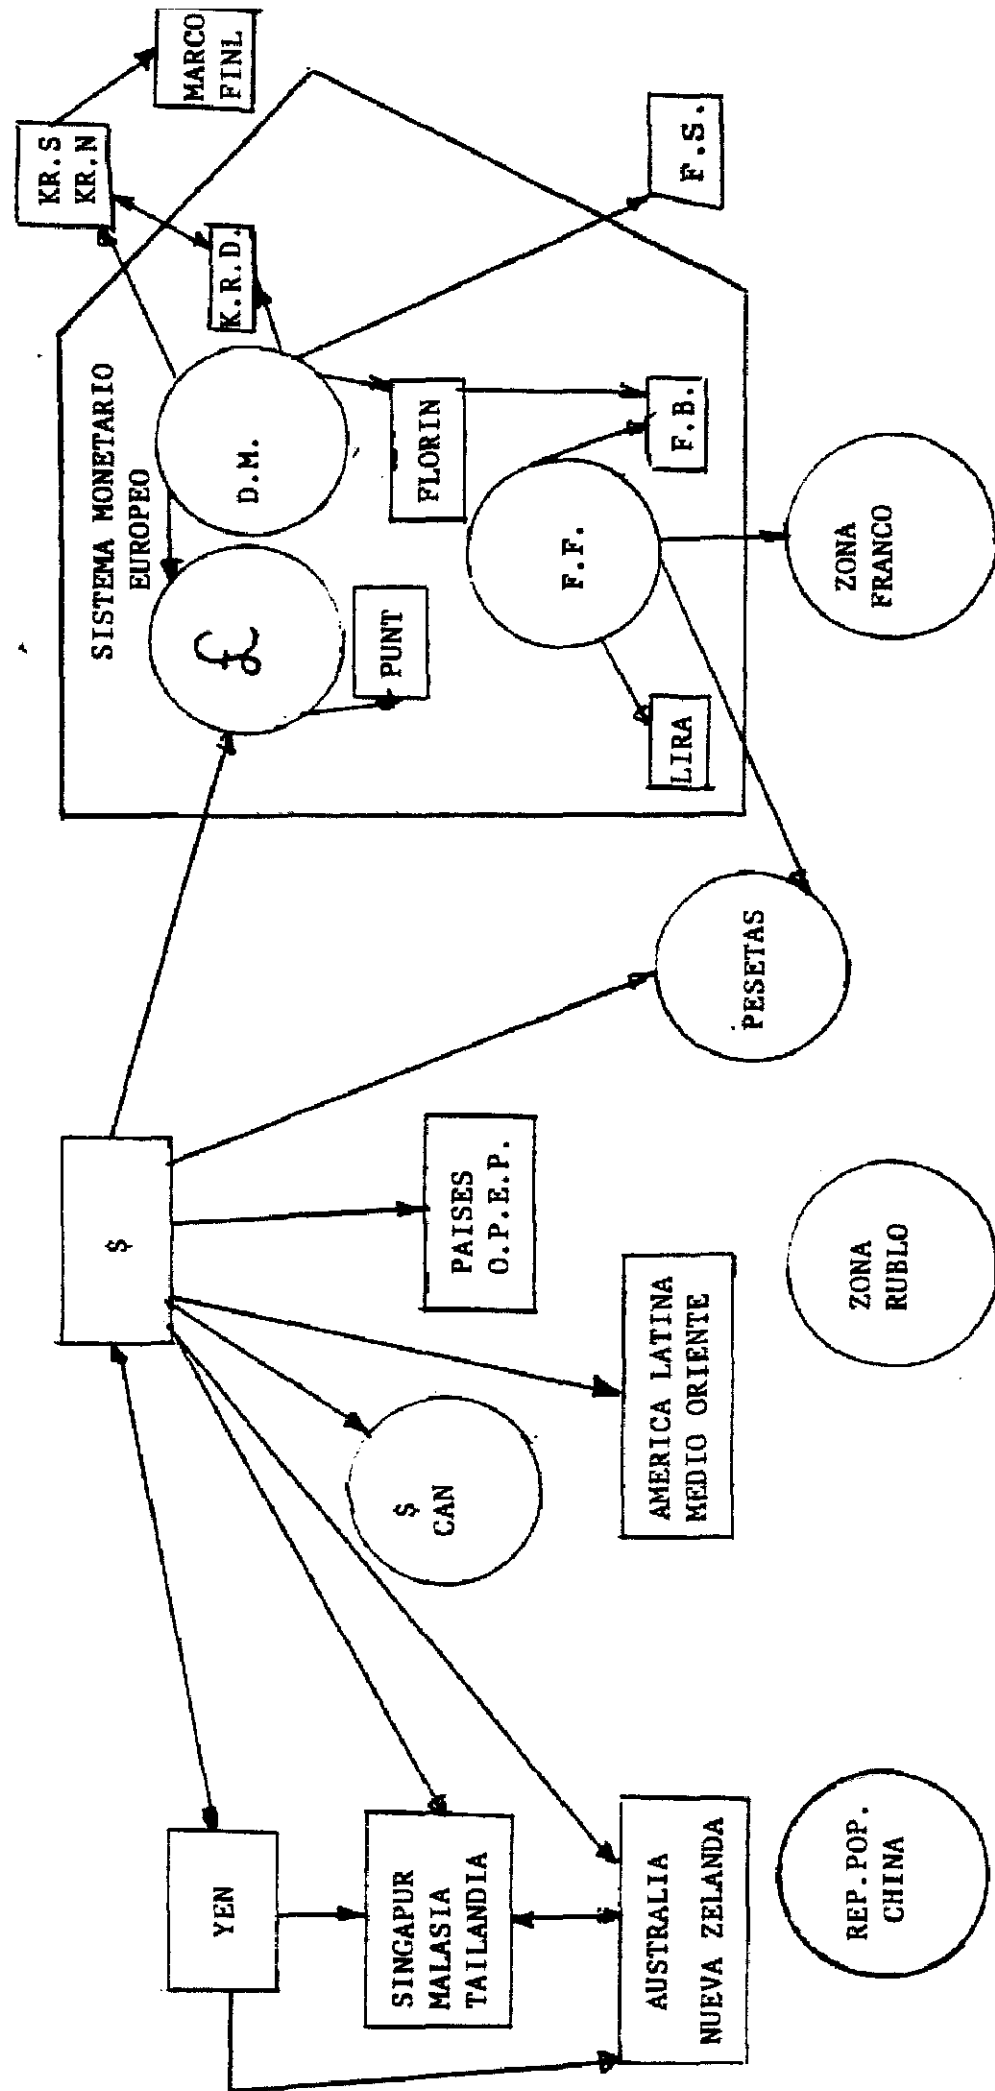 SISTEMA MONETARIO
EUROPEO
$
YEN
£
D.M.
K.R.D.
KR.S
KR.N
MARCO
FINL
PUNT
FLORIN
SINGAPUR
MALASIA
TAILANDIA
$
CAN
PAISES
O.P.E.P.
F.F.
LIRA
F.B.
F.S.
AUSTRALIA
NUEVA ZELANDA
AMERICA LATINA
MEDIO ORIENTE
PESETAS
REP.POP.
CHINA
ZONA
RUBLO
ZONA
FRANCO